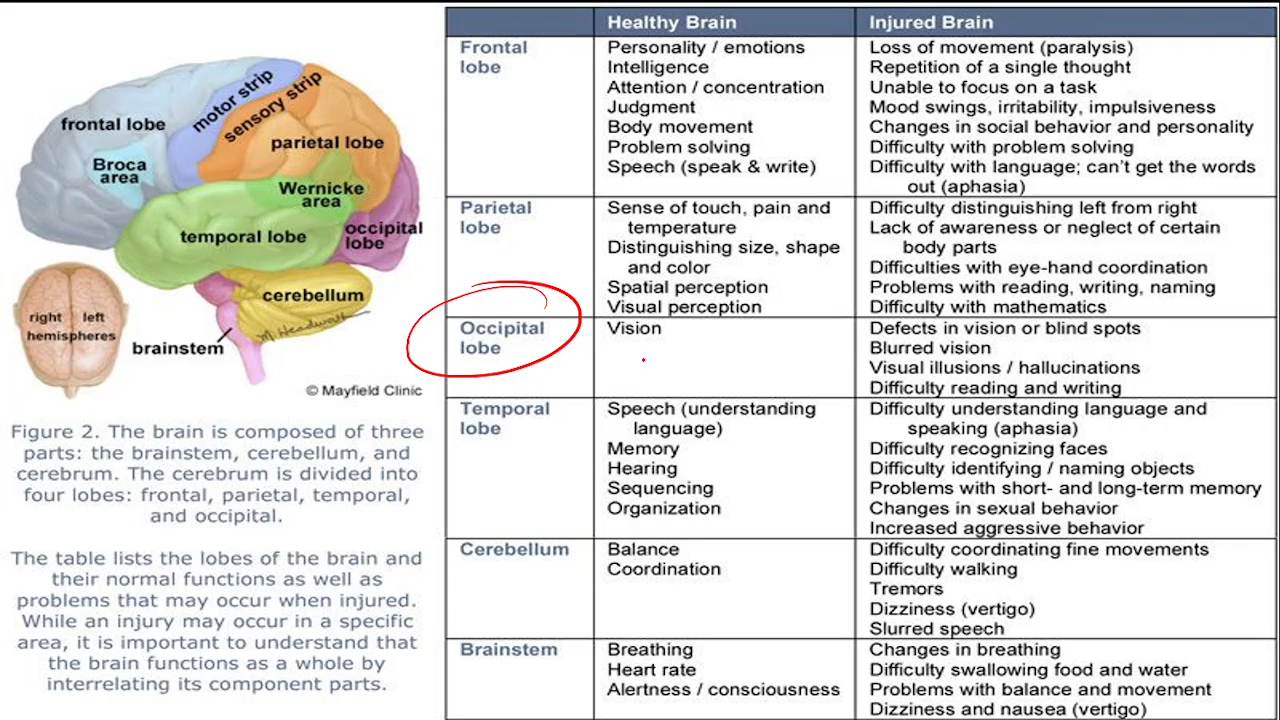 frontal lobe
motor strip
sensory strip
parietal lobe
Broca
area
Wernicke
area
temporal lobe
occipital
lobe
cerebellum
M. Headworth
right left
hemispheres
brainstem
© Mayfield Clinic
Figure 2. The brain is composed of three
parts: the brainstem, cerebellum, and
cerebrum. The cerebrum is divided into
four lobes: frontal, parietal, temporal,
and occipital.
The table lists the lobes of the brain and
their normal functions as well as
problems that may occur when injured.
While an injury may occur in a specific
area, it is important to understand that
the brain functions as a whole by
interrelating its component parts.
Healthy Brain Injured Brain
Frontal Personality / emotions Loss of movement (paralysis)
lobe Intelligence Repetition of a single thought
Attention / concentration Unable to focus on a task
Judgment Mood swings, irritability, impulsiveness
Body movement Changes in social behavior and personality
Problem solving Difficulty with problem solving
Speech (speak & write) Difficulty with language; can’t get the words
out (aphasia)
Parietal Sense of touch, pain and Difficulty distinguishing left from right
lobe temperature Lack of awareness or neglect of certain
Distinguishing size, shape body parts
and color Difficulties with eye-hand coordination
Spatial perception Problems with reading, writing, naming
Visual perception Difficulty with mathematics
Occipital Vision Defects in vision or blind spots
lobe Blurred vision
Visual illusions / hallucinations
Difficulty reading and writing
Temporal Speech (understanding Difficulty understanding language and
lobe language) speaking (aphasia)
Memory Difficulty recognizing faces
Hearing Difficulty identifying / naming objects
Sequencing Problems with short- and long-term memory
Organization Changes in sexual behavior
Increased aggressive behavior
Cerebellum Balance Difficulty coordinating fine movements
Coordination Difficulty walking
Tremors
Dizziness (vertigo)
Slurred speech
Brainstem Breathing Changes in breathing
Heart rate Difficulty swallowing food and water
Alertness / consciousness Problems with balance and movement
Dizziness and nausea (vertigo)